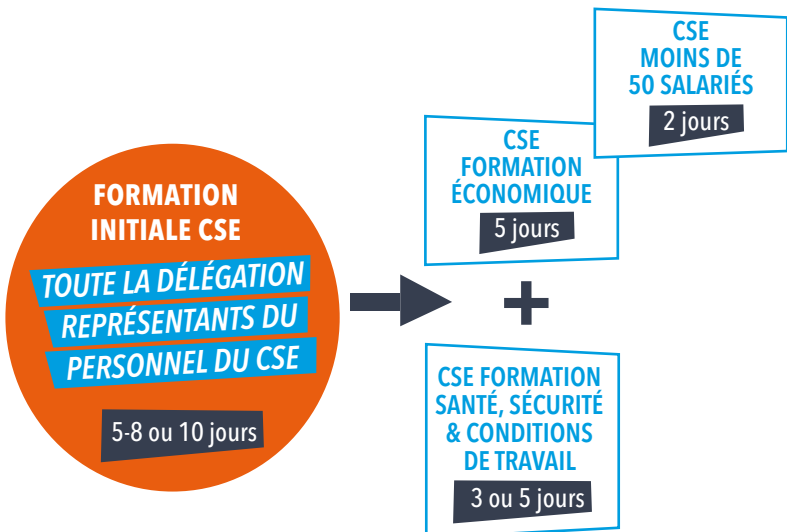 FORMATION
INITIALE CSE
TOUTE LA DÉLÉGATION
REPRÉSENTANTS DU
PERSONNEL DU CSE
5-8 ou 10 jours
CSE
MOINS DE
50 SALARIÉS
2 jours
CSE
FORMATION
ÉCONOMIQUE
5 jours
+
CSE FORMATION
SANTÉ, SÉCURITÉ
& CONDITIONS
DE TRAVAIL
3 ou 5 jours